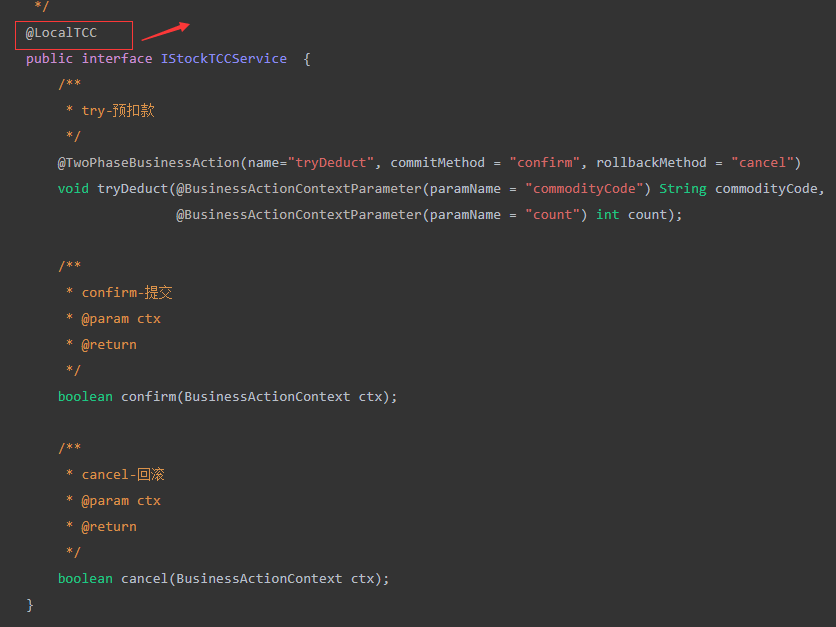 */
@LocalTCC
public interface IStockTCCService {
/**
* try-预扣款
*/
@TwoPhaseBusinessAction(name="tryDeduct", commitMethod = "confirm", rollbackMethod = "cancel")
void tryDeduct(@BusinessActionContextParameter(paramName = "commodityCode") String commodityCode,
@BusinessActionContextParameter(paramName = "count") int count);
/**
* confirm-提交
* @param ctx
* @return
*/
boolean confirm(BusinessActionContext ctx);
/**
* cancel-回滚
* @param ctx
* @return
*/
boolean cancel(BusinessActionContext ctx);
}